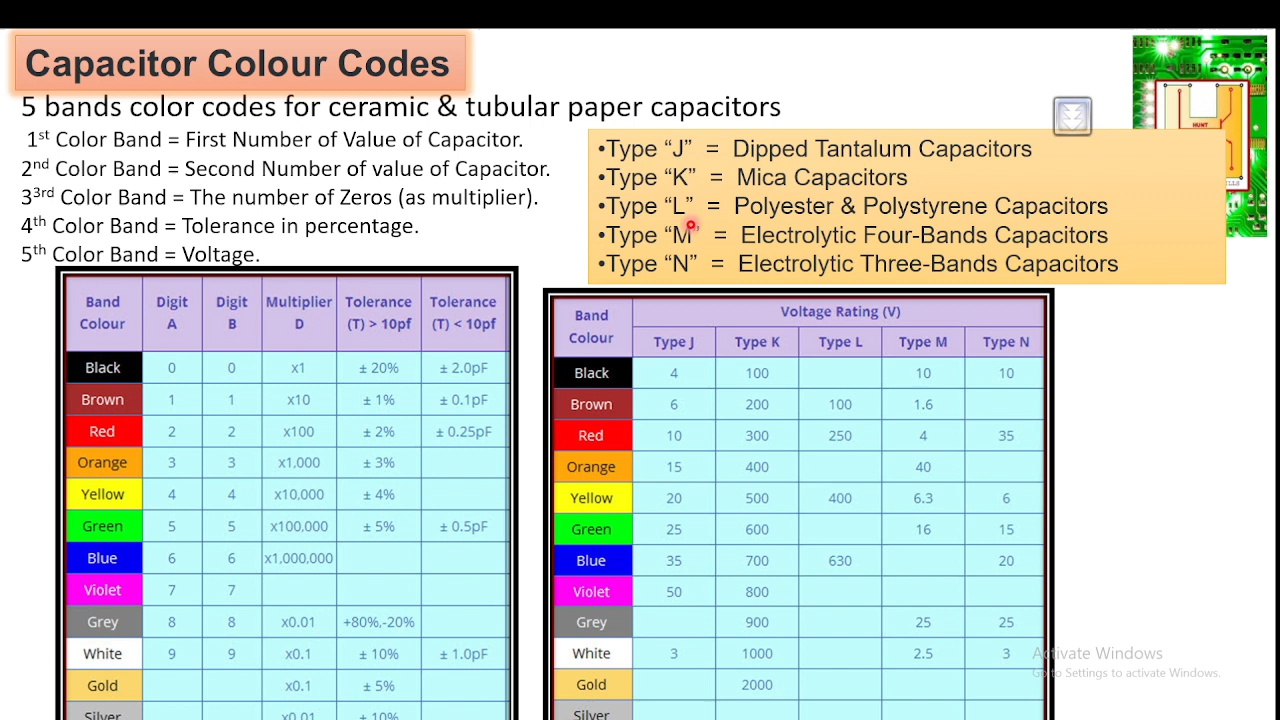 Capacitor Colour Codes
5 bands color codes for ceramic & tubular paper capacitors
1st Color Band = First Number of Value of Capacitor.
2nd Color Band = Second Number of value of Capacitor.
33rd Color Band = The number of Zeros (as multiplier).
4th Color Band = Tolerance in percentage.
5th Color Band = Voltage.
HUNT
•Type “J” = Dipped Tantalum Capacitors
•Type “K” = Mica Capacitors
•Type “L” = Polyester & Polystyrene Capacitors
•Type “M” = Electrolytic Four-Bands Capacitors
•Type “N” = Electrolytic Three-Bands Capacitors
Band Colour Digit A Digit B Multiplier D Tolerance (T) > 10pf Tolerance (T) < 10pf
Black 0 0 x1 ± 20% ± 2.0pF
Brown 1 1 x10 ± 1% ± 0.1pF
Red 2 2 x100 ± 2% ± 0.25pF
Orange 3 3 x1,000 ± 3%
Yellow 4 4 x10,000 ± 4%
Green 5 5 x100,000 ± 5% ± 0.5pF
Blue 6 6 x1,000,000
Violet 7 7
Grey 8 8 x0.01 +80%,-20%
White 9 9 x0.1 ± 10% ± 1.0pF
Gold x0.1 ± 5%
Silver x0.01 ± 10%
Band Colour Voltage Rating (V)
Type J Type K Type L Type M Type N
Black 4 100 10 10
Brown 6 200 100 1.6
Red 10 300 250 4 35
Orange 15 400 40
Yellow 20 500 400 6.3 6
Green 25 600 16 15
Blue 35 700 630 20
Violet 50 800
Grey 900 25 25
White 3 1000 2.5 3
Gold 2000
Silver
Activate Windows
Go to Settings to activate Windows.